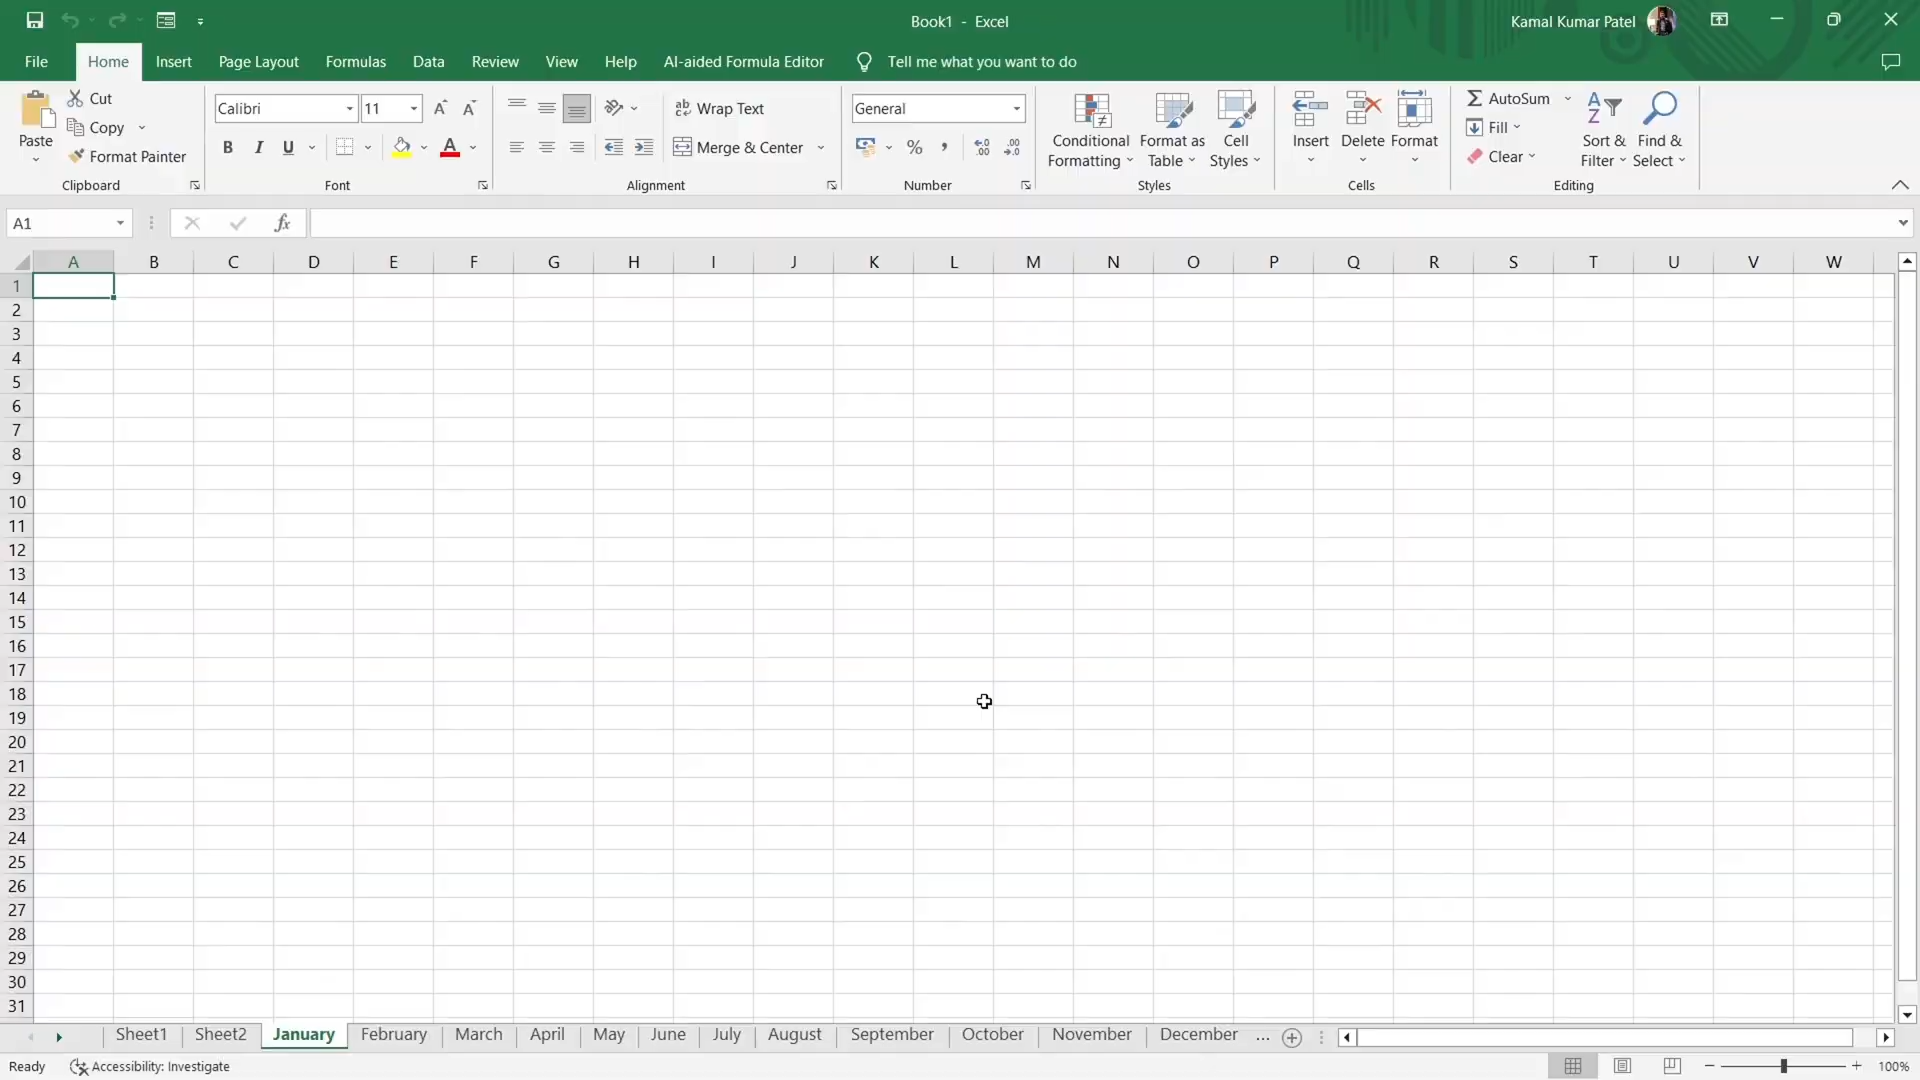 Book1 - Excel
Kamal Kumar Patel
File Home Insert Page Layout Formulas Data Review View Help AI-aided Formula Editor Tell me what you want to do
Paste
Cut
Copy
Format Painter
Clipboard
Calibri 11
B I U A
Font
Wrap Text
Merge & Center
Alignment
General
% ,
Number
Conditional Formatting
Format as Table
Cell Styles
Styles
Insert
Delete
Format
Cells
AutoSum
Fill
Clear
Sort & Filter
Find & Select
Editing
A1 fx
A B C D E F G H I J K L M N O P Q R S T U V W
1
2
3
4
5
6
7
8
9
10
11
12
13
14
15
16
17
18
19
20
21
22
23
24
25
26
27
28
29
30
31
Sheet1 Sheet2 January February March April May June July August September October November December ...
Ready Accessibility: Investigate 100%